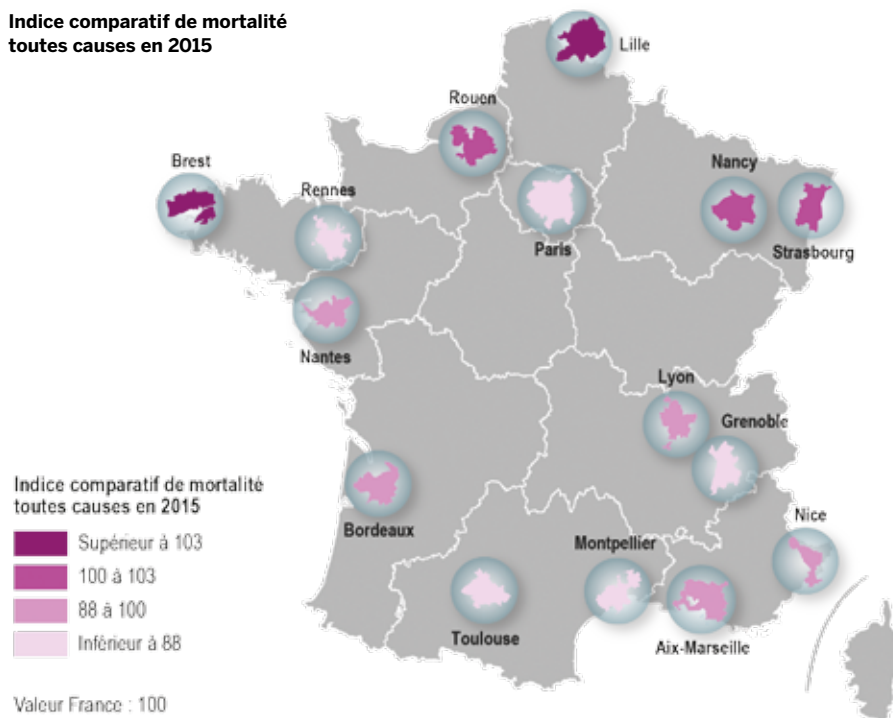 Indice comparatif de mortalité
toutes causes en 2015
Lille
Rouen
Brest
Rennes
Nancy
Paris
Strasbourg
Nantes
Lyon
Grenoble
Indice comparatif de mortalité
toutes causes en 2015
Supérieur à 103
100 à 103
88 à 100
Inférieur à 88
Valeur France : 100
Bordeaux
Nice
Montpellier
Toulouse
Aix-Marseille